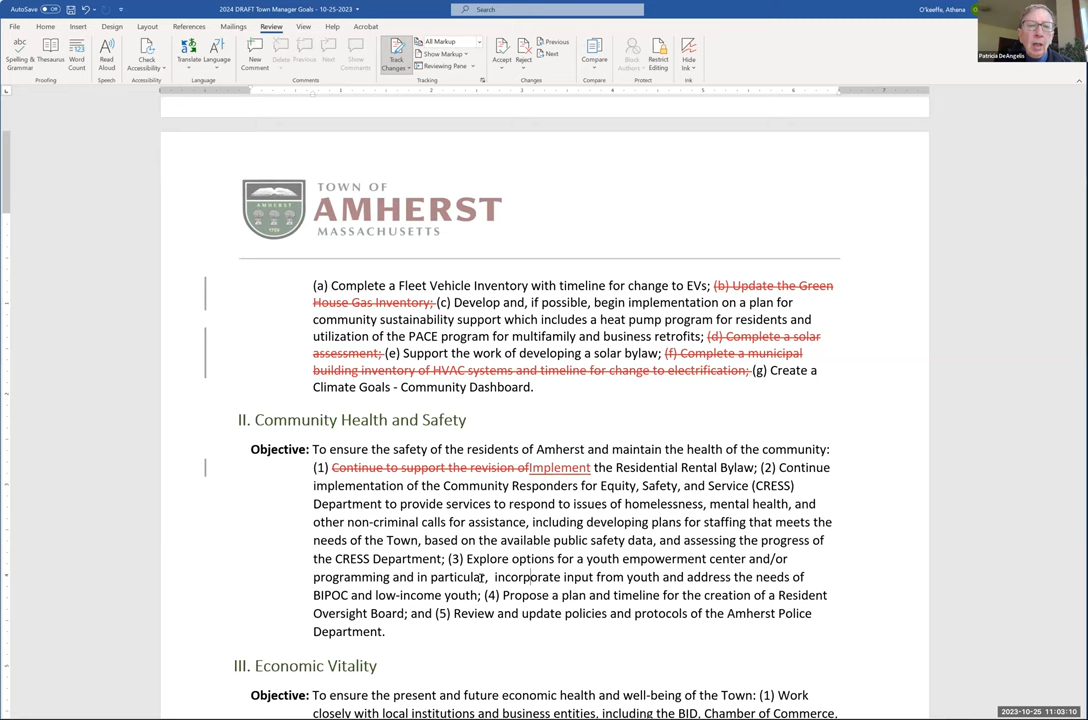 AutoSave Off 2024 DRAFT Town Manager Goals - 10-25-2023 Search O'keeffe, Athena
File Home Insert Design Layout References Mailings Review View Help Acrobat
Spelling & Grammar Thesaurus Word Count Read Aloud Check Accessibility Translate Language New Comment Delete Previous Next Show Comments Track Changes All Markup Show Markup Reviewing Pane Accept Reject Previous Next Compare Block Authors Restrict Editing Hide Ink
Proofing Speech Accessibility Language Comments Tracking Changes Compare Protect Ink
Patricia DeAngelis
TOWN OF
AMHERST
MASSACHUSETTS
AMHERST
(a) Complete a Fleet Vehicle Inventory with timeline for change to EVs; (b) Update the Green
House Gas Inventory; (c) Develop and, if possible, begin implementation on a plan for
community sustainability support which includes a heat pump program for residents and
utilization of the PACE program for multifamily and business retrofits; (d) Complete a solar
assessment; (e) Support the work of developing a solar bylaw; (f) Complete a municipal
building inventory of HVAC systems and timeline for change to electrification; (g) Create a
Climate Goals - Community Dashboard.
II. Community Health and Safety
Objective: To ensure the safety of the residents of Amherst and maintain the health of the community:
(1) Continue to support the revision ofImplement the Residential Rental Bylaw; (2) Continue
implementation of the Community Responders for Equity, Safety, and Service (CRESS)
Department to provide services to respond to issues of homelessness, mental health, and
other non-criminal calls for assistance, including developing plans for staffing that meets the
needs of the Town, based on the available public safety data, and assessing the progress of
the CRESS Department; (3) Explore options for a youth empowerment center and/or
programming and in particular, incorporate input from youth and address the needs of
BIPOC and low-income youth; (4) Propose a plan and timeline for the creation of a Resident
Oversight Board; and (5) Review and update policies and protocols of the Amherst Police
Department.
III. Economic Vitality
Objective: To ensure the present and future economic health and well-being of the Town: (1) Work
closely with local institutions and business entities, including the BID, Chamber of Commerce,
2023-10-25 11:03:10